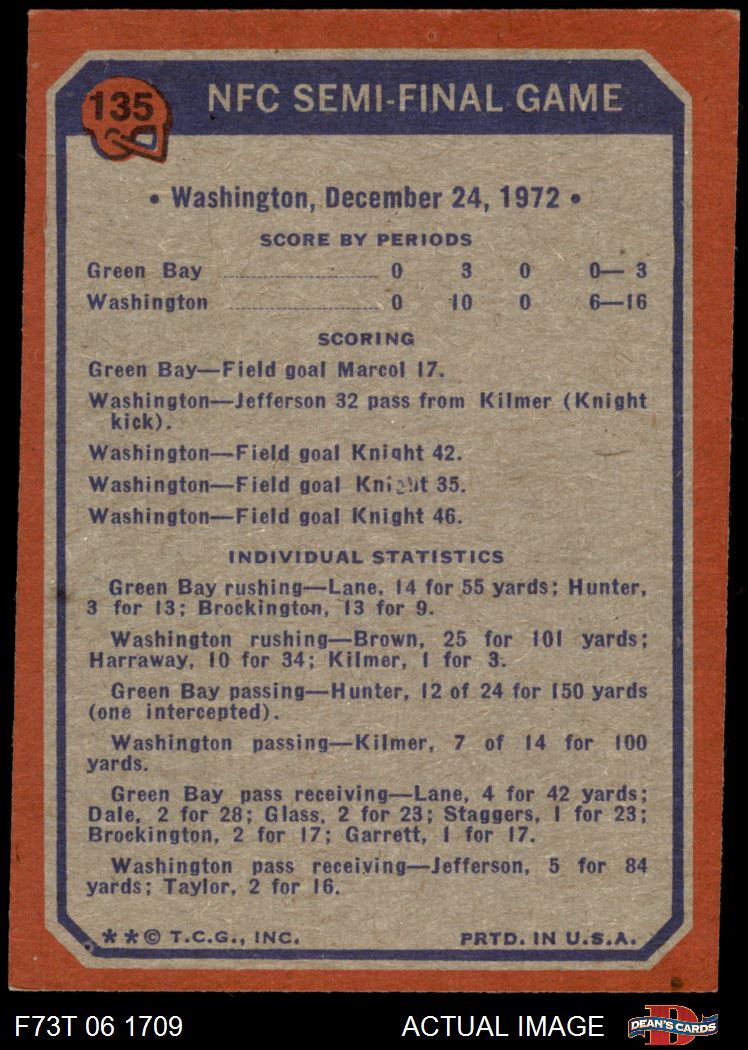 135
NFC SEMI-FINAL GAME
• Washington, December 24, 1972 •
SCORE BY PERIODS
Green Bay ........................ 0 3 0 0— 3
Washington ........................ 0 10 0 6—16
SCORING
Green Bay—Field goal Marcol 17.
Washington—Jefferson 32 pass from Kilmer (Knight
kick).
Washington—Field goal Knight 42.
Washington—Field goal Knight 35.
Washington—Field goal Knight 46.
INDIVIDUAL STATISTICS
Green Bay rushing—Lane, 14 for 55 yards; Hunter,
3 for 13; Brockington, 13 for 9.
Washington rushing—Brown, 25 for 101 yards;
Harraway, 10 for 34; Kilmer, 1 for 3.
Green Bay passing—Hunter, 12 of 24 for 150 yards
(one intercepted).
Washington passing—Kilmer, 7 of 14 for 100
yards.
Green Bay pass receiving—Lane, 4 for 42 yards;
Dale, 2 for 28; Glass, 2 for 23; Staggers, 1 for 23;
Brockington, 2 for 17; Garrett, 1 for 17.
Washington pass receiving—Jefferson, 5 for 84
yards; Taylor, 2 for 16.
**© T.C.G., INC. PRTD. IN U.S.A.
F73T 06 1709 ACTUAL IMAGE D DEAN'S CARDS